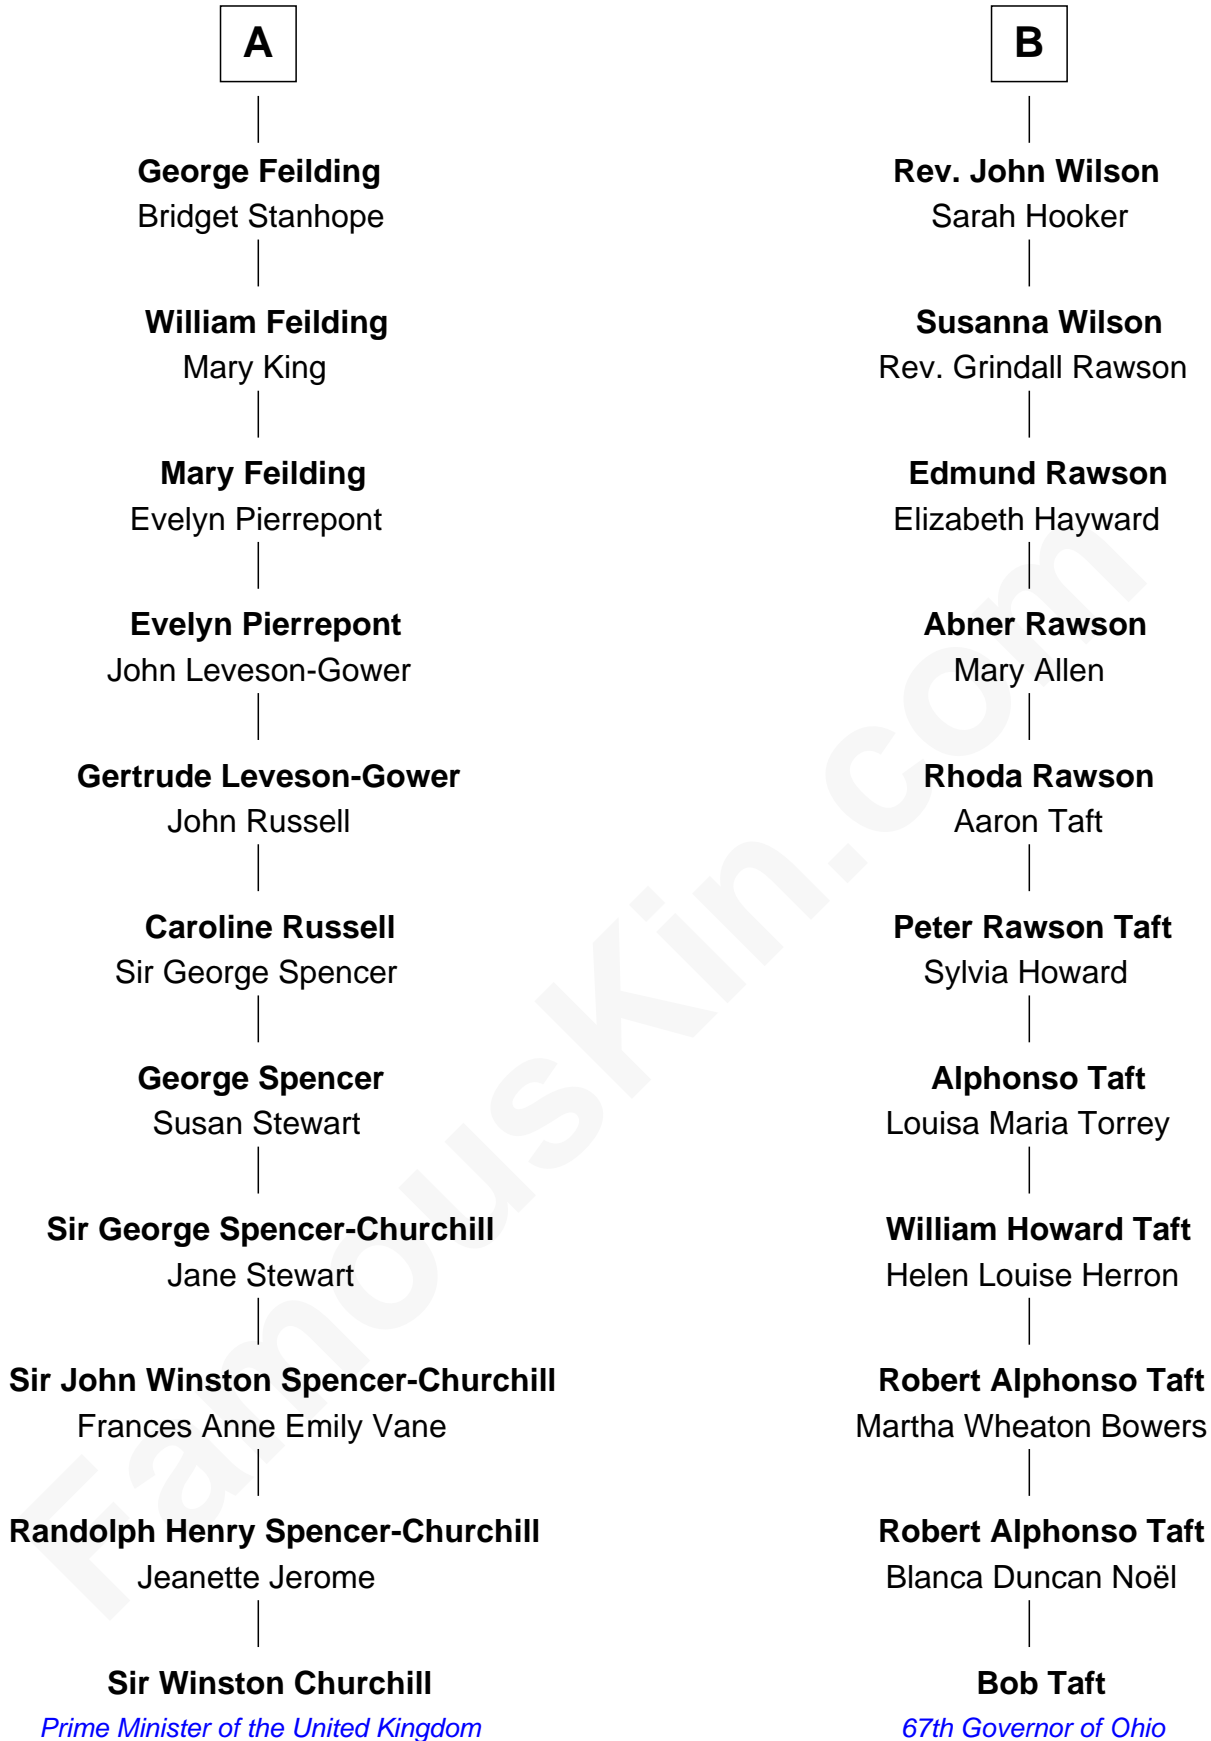 A
George Feilding
Bridget Stanhope
William Feilding
Mary King
Mary Feilding
Evelyn Pierrepont
Evelyn Pierrepont
John Leveson-Gower
Gertrude Leveson-Gower
John Russell
Caroline Russell
Sir George Spencer
George Spencer
Susan Stewart
Sir George Spencer-Churchill
Jane Stewart
Sir John Winston Spencer-Churchill
Frances Anne Emily Vane
Randolph Henry Spencer-Churchill
Jeanette Jerome
Sir Winston Churchill
Prime Minister of the United Kingdom
B
Rev. John Wilson
Sarah Hooker
Susanna Wilson
Rev. Grindall Rawson
Edmund Rawson
Elizabeth Hayward
Abner Rawson
Mary Allen
Rhoda Rawson
Aaron Taft
Peter Rawson Taft
Sylvia Howard
Alphonso Taft
Louisa Maria Torrey
William Howard Taft
Helen Louise Herron
Robert Alphonso Taft
Martha Wheaton Bowers
Robert Alphonso Taft
Blanca Duncan Noël
Bob Taft
67th Governor of Ohio
FamousKin.com